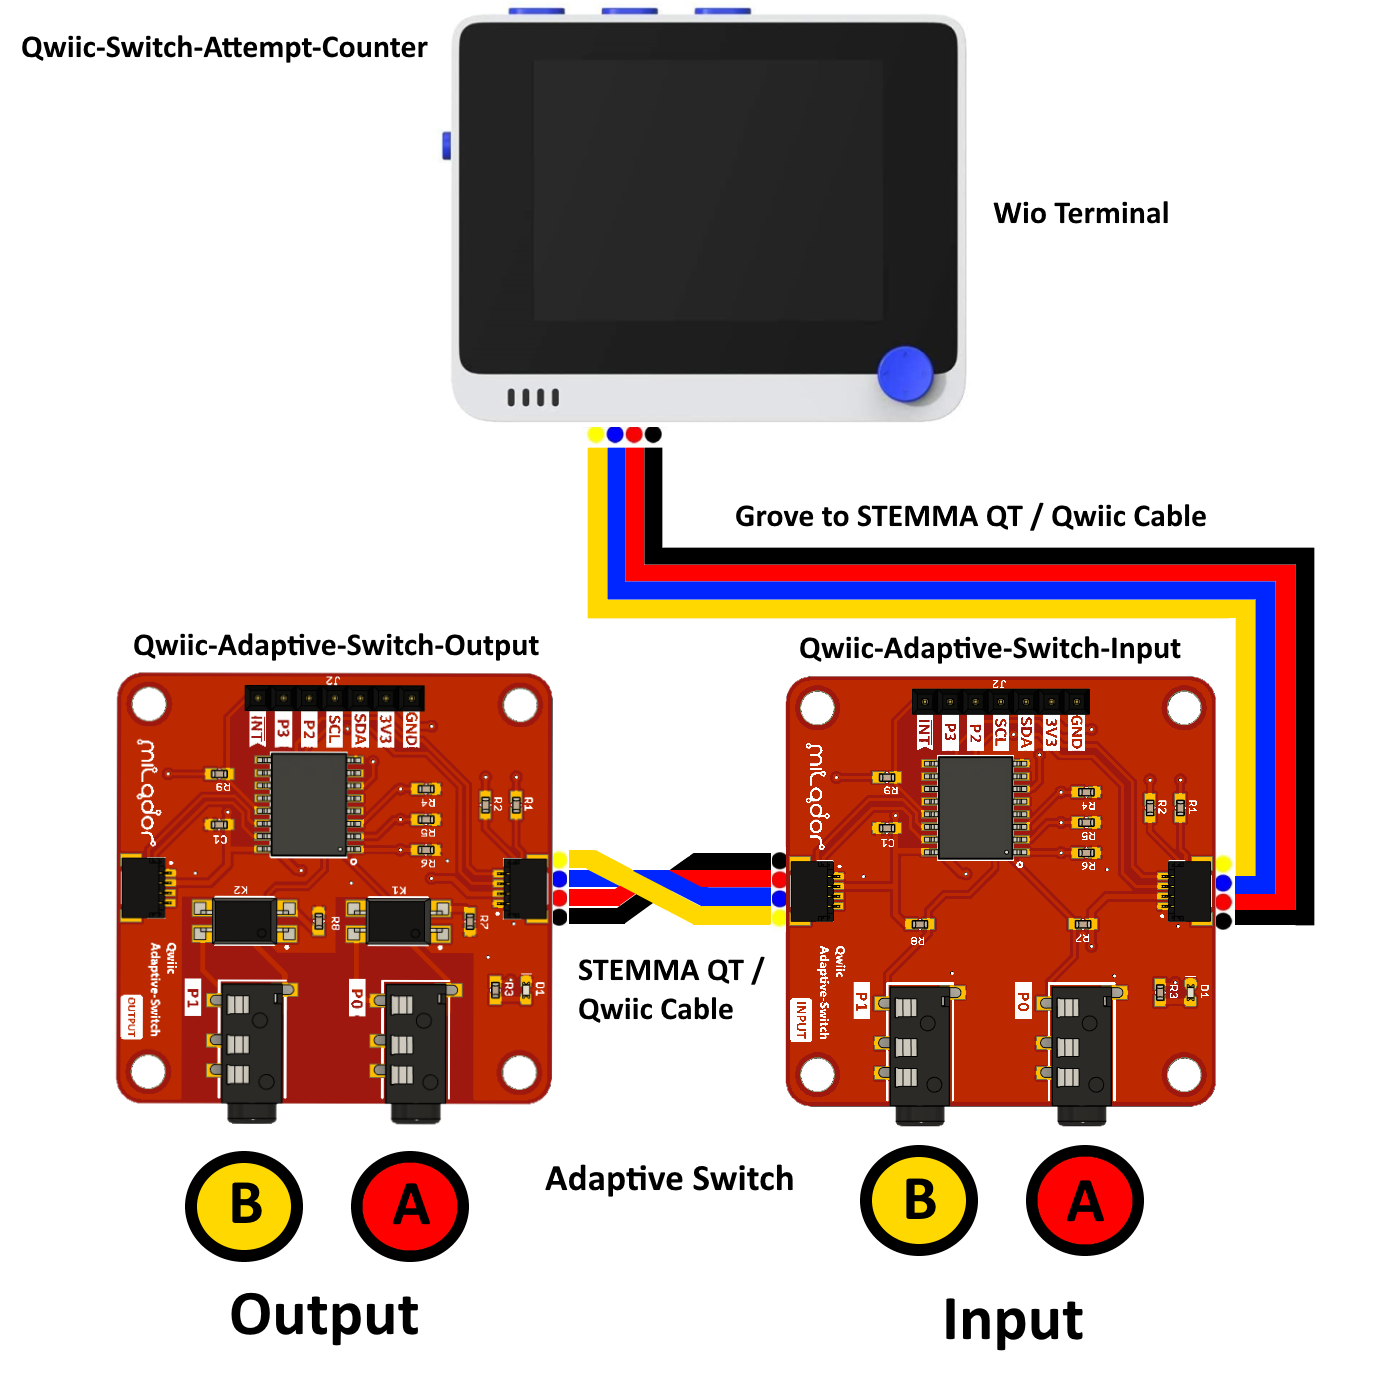 Qwiic-Switch-Attempt-Counter
Wio Terminal
Grove to STEMMA QT / Qwiic Cable
Qwiic-Adaptive-Switch-Output
J2
INT P3 P2 SCL SDA 3V3 GND
milador
R9
C1
R4
R5
R6
R2
R1
K2
K1
R8
R7
Qwiic
Adaptive-Switch
OUTPUT
P1
P0
R3
D1
Qwiic-Adaptive-Switch-Input
J2
INT P3 P2 SCL SDA 3V3 GND
milador
R9
C1
R4
R5
R6
R2
R1
R8
R7
Qwiic
Adaptive-Switch
INPUT
P1
P0
R3
D1
STEMMA QT /
Qwiic Cable
B
A
Adaptive Switch
B
A
Output
Input